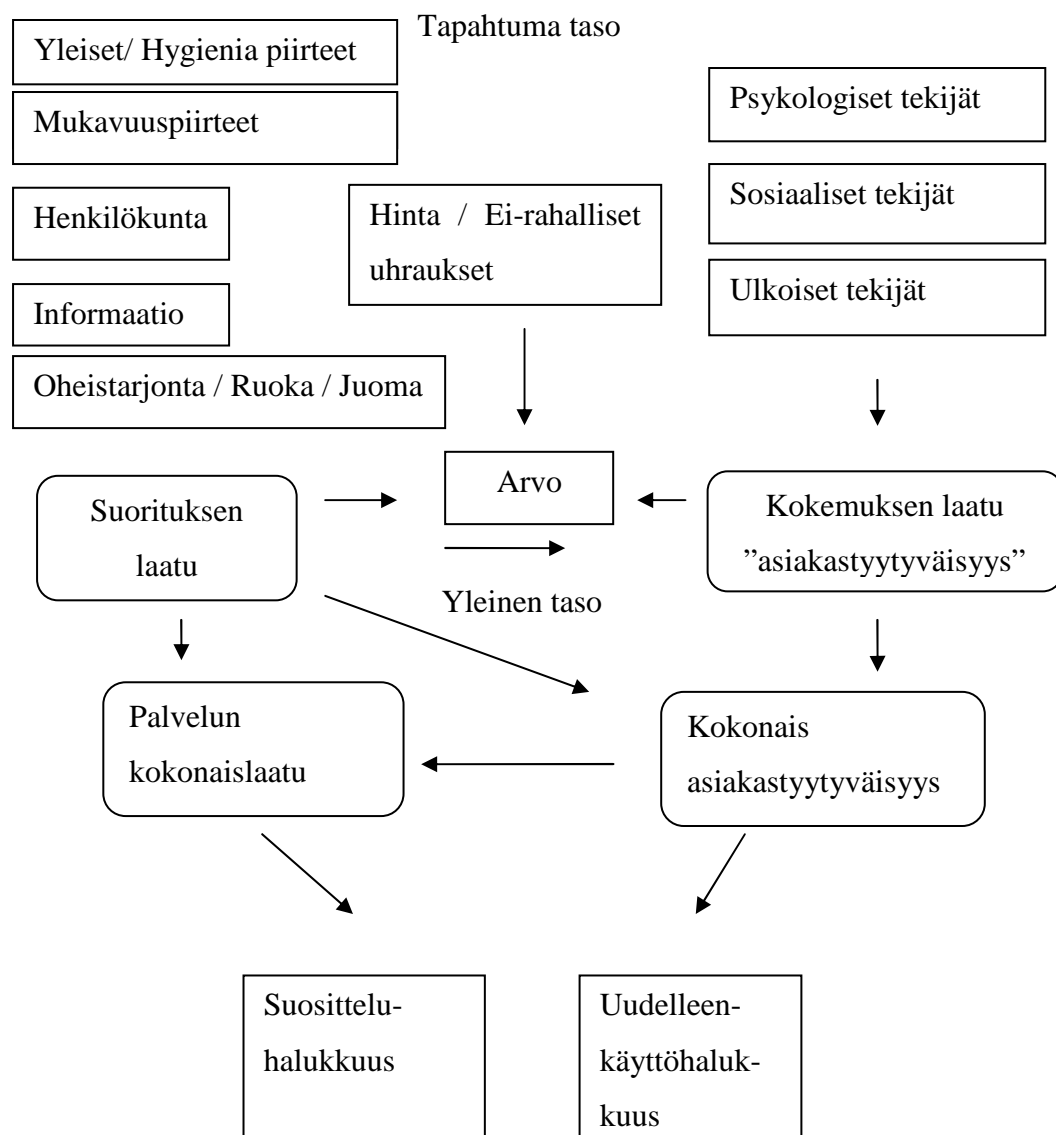 Tapahtuma taso
Yleiset/ Hygienia piirteet
Mukavuuspiirteet
Henkilökunta
Informaatio
Oheistarjonta / Ruoka / Juoma
Hinta / Ei-rahalliset
uhraukset
Psykologiset tekijät
Sosiaaliset tekijät
Ulkoiset tekijät
Suorituksen
laatu
Arvo
Kokemuksen laatu
”asiakastyytyväisyys”
Yleinen taso
Palvelun
kokonaislaatu
Kokonais
asiakastyytyväisyys
Suosittelu-
halukkuus
Uudelleen-
käyttöhaluk-
kuus